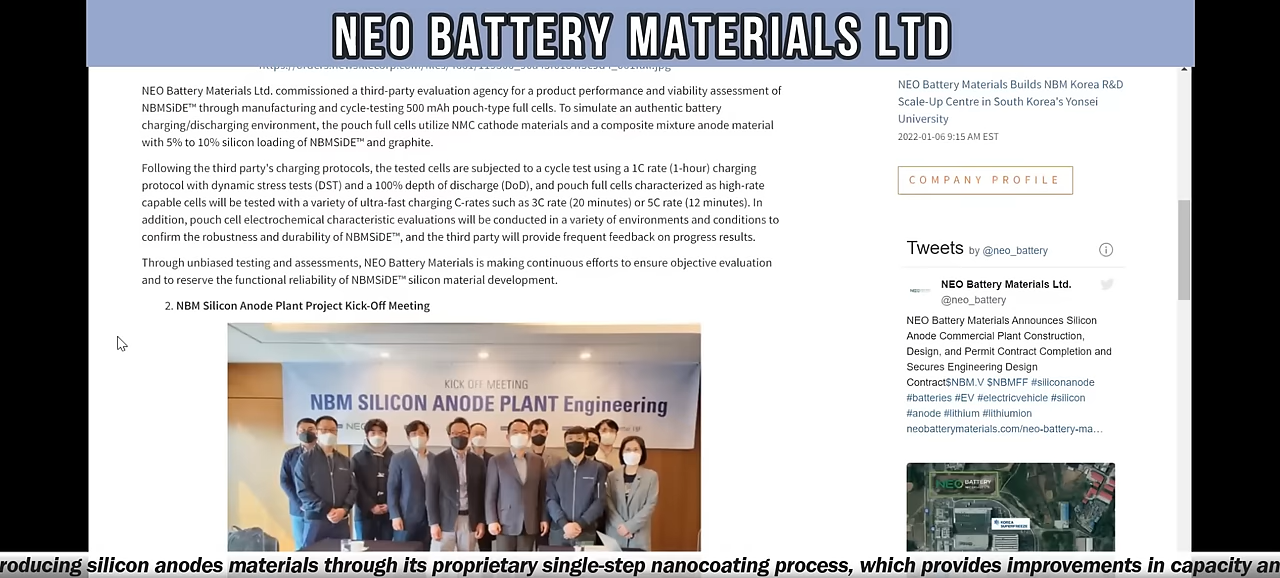 NEO BATTERY MATERIALS LTD
NEO Battery Materials Ltd. commissioned a third-party evaluation agency for a product performance and viability assessment of
NBMSiDE™ through manufacturing and cycle-testing 500 mAh pouch-type full cells. To simulate an authentic battery
charging/discharging environment, the pouch full cells utilize NMC cathode materials and a composite mixture anode material
with 5% to 10% silicon loading of NBMSiDE™ and graphite.
Following the third party's charging protocols, the tested cells are subjected to a cycle test using a 1C rate (1-hour) charging
protocol with dynamic stress tests (DST) and a 100% depth of discharge (DoD), and pouch full cells characterized as high-rate
capable cells will be tested with a variety of ultra-fast charging C-rates such as 3C rate (20 minutes) or 5C rate (12 minutes). In
addition, pouch cell electrochemical characteristic evaluations will be conducted in a variety of environments and conditions to
confirm the robustness and durability of NBMSiDE™, and the third party will provide frequent feedback on progress results.
Through unbiased testing and assessments, NEO Battery Materials is making continuous efforts to ensure objective evaluation
and to reserve the functional reliability of NBMSiDE™ silicon material development.
2. NBM Silicon Anode Plant Project Kick-Off Meeting
KICK OFF MEETING
NBM SILICON ANODE PLANT Engineering
NEO
NEO Battery Materials Builds NBM Korea R&D
Scale-Up Centre in South Korea's Yonsei
University
2022-01-06 9:15 AM EST
COMPANY PROFILE
Tweets by @neo_battery
NEO Battery Materials Ltd.
@neo_battery
NEO Battery Materials Announces Silicon
Anode Commercial Plant Construction,
Design, and Permit Contract Completion and
Secures Engineering Design
Contract$NBM.V $NBMFF #siliconanode
#batteries #EV #electricvehicle #silicon
#anode #lithium #lithiumion
neobatterymaterials.com/neo-battery-ma…
NEO BATTERY
KOREA
SUPERFREEZE
roducing silicon anodes materials through its proprietary single-step nanocoating process, which provides improvements in capacity an